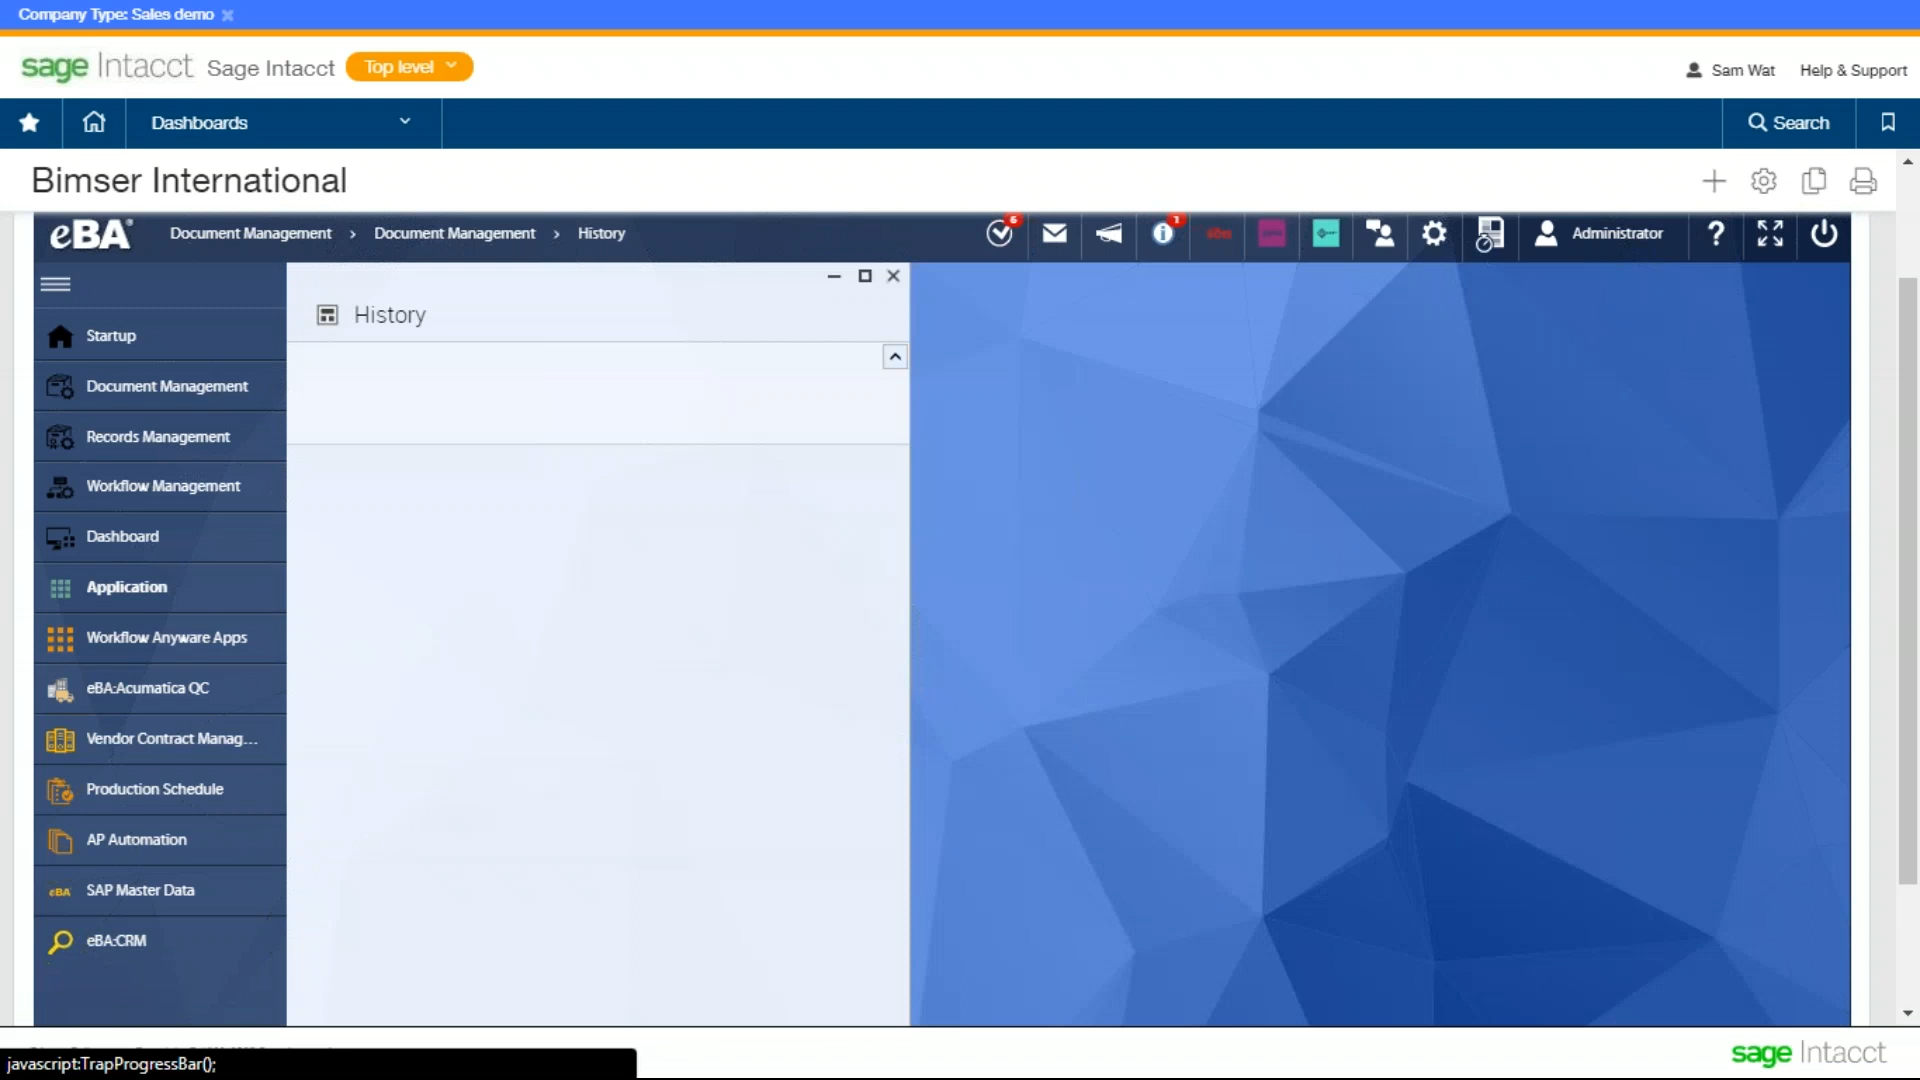 Company Type: Sales demo
sage Intacct Sage Intacct Top level
Sam Wat Help & Support
Dashboards
Search
Bimser International
eBA Document Management > Document Management > History
6
1
Administrator
?
History
Startup
Document Management
Records Management
Workflow Management
Dashboard
Application
Workflow Anyware Apps
eBA:Acumatica QC
Vendor Contract Manag...
Production Schedule
AP Automation
eBA SAP Master Data
eBA:CRM
javascript:TrapProgressBar();
sage Intacct